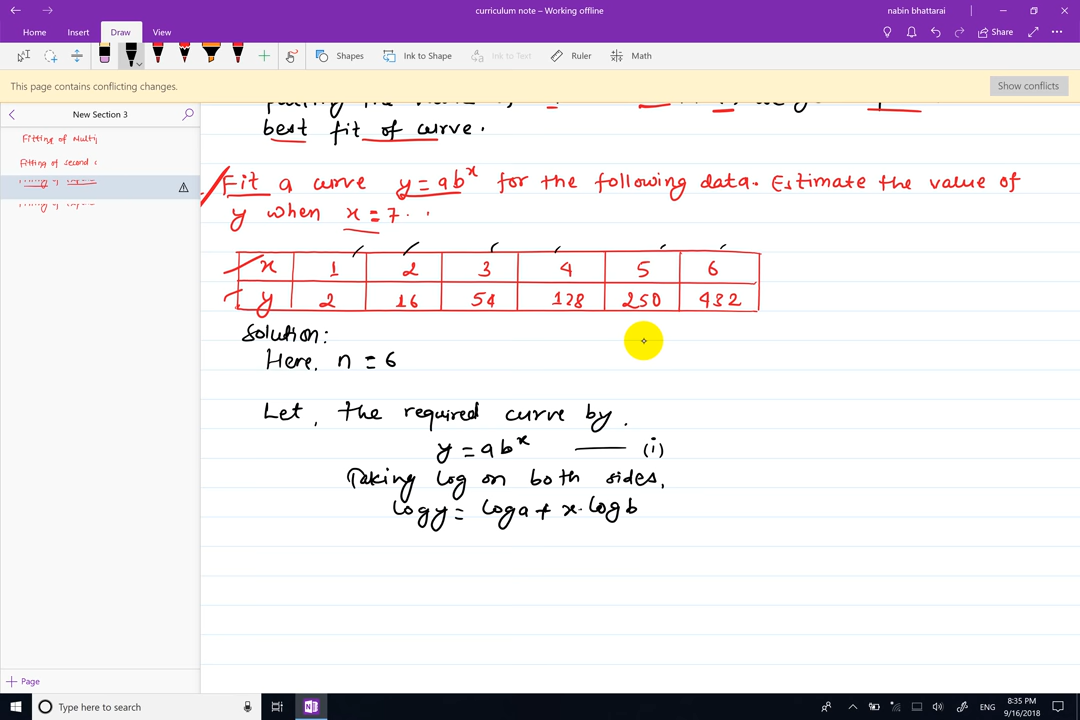 curriculum note – Working offline
nabin bhattarai
Home Insert Draw View
Share
Shapes Ink to Shape Ink to Text Ruler Math
This page contains conflicting changes.
Show conflicts
New Section 3
Fitting of Multip
Fitting of second c
best fit of curve.
Fit a curve y = ab^x for the following data. Estimate the value of
y when x = 7.
x 1 2 3 4 5 6
y 2 16 54 128 250 432
Solution:
Here, n = 6
Let, the required curve by,
y = ab^x —— (i)
Taking log on both sides,
logy = loga + x. logb
+ Page
Type here to search
ENG
8:35 PM
9/16/2018